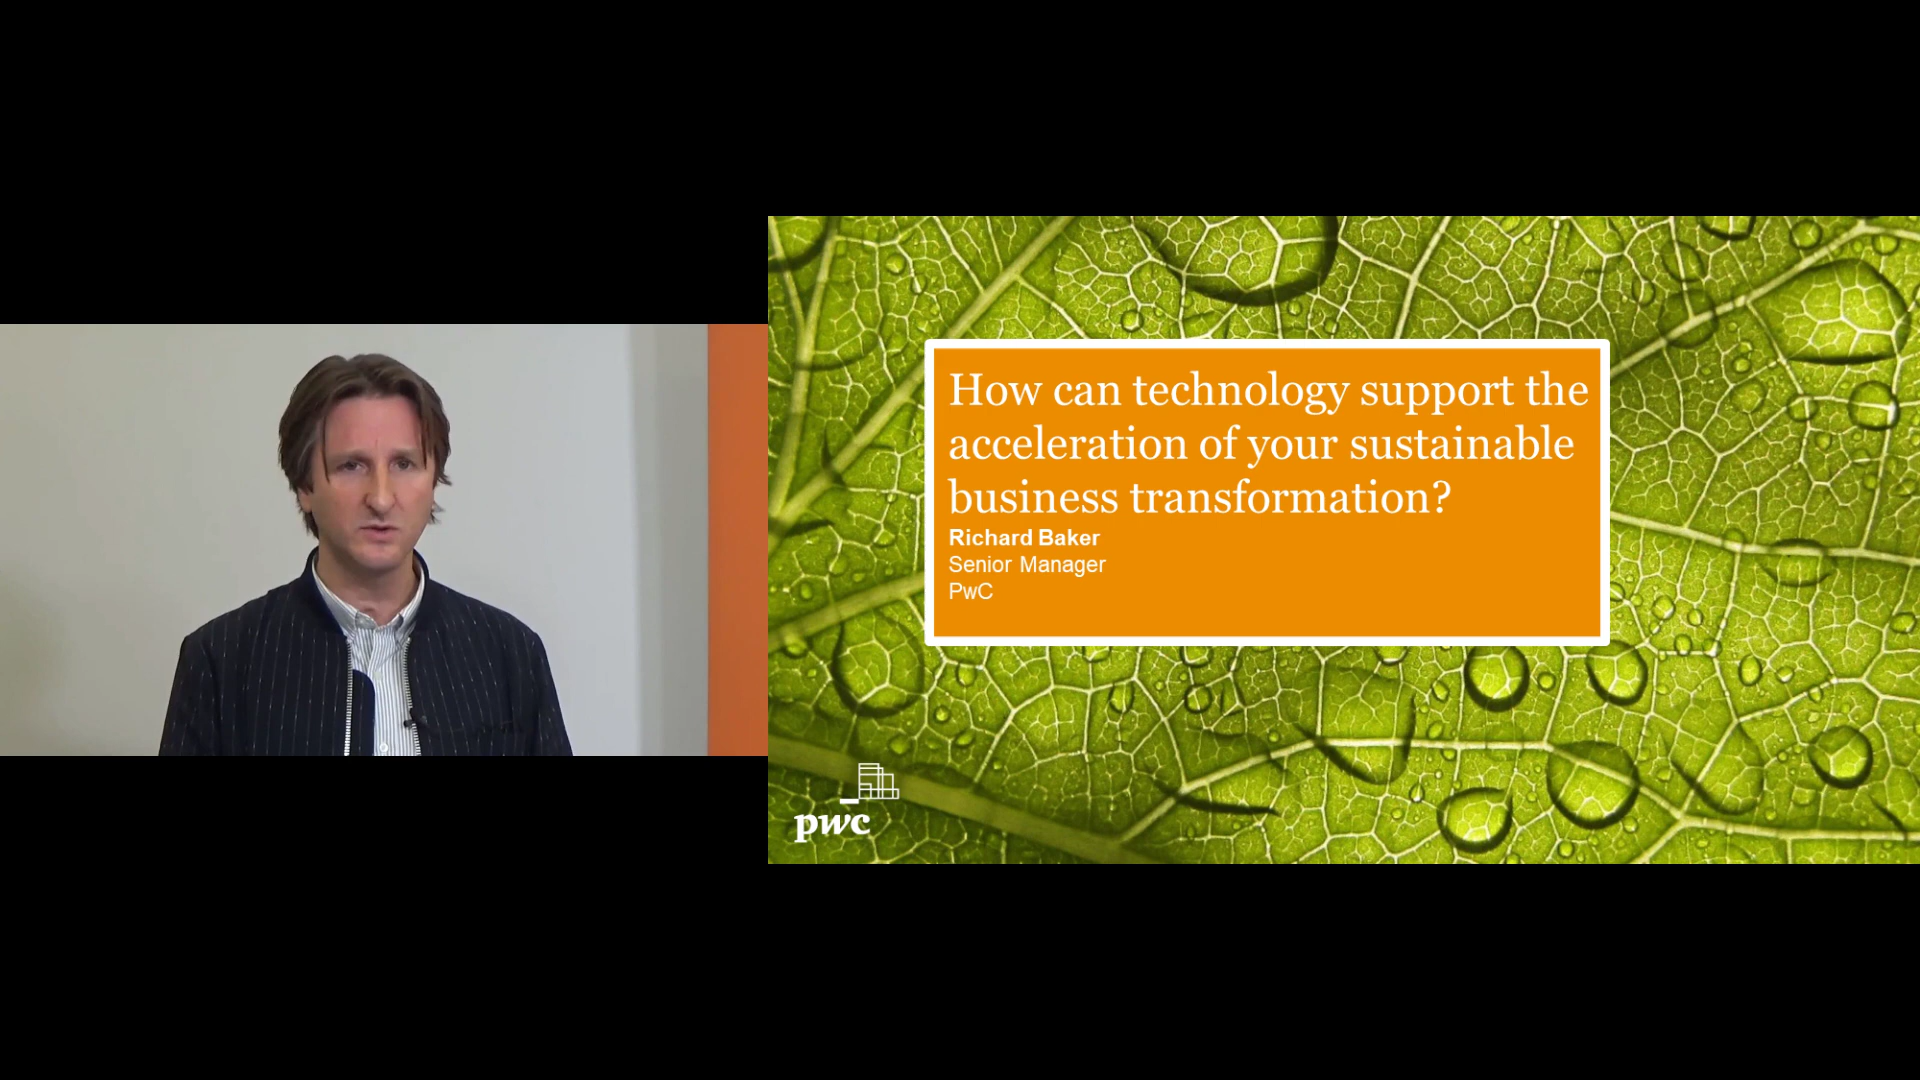 How can technology support the
acceleration of your sustainable
business transformation?
Richard Baker
Senior Manager
PwC
pwc